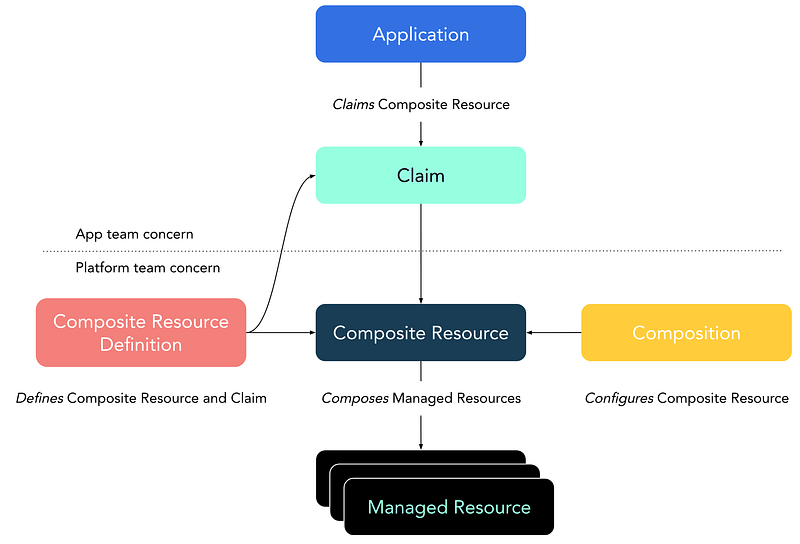 Application
Claims Composite Resource
Claim
App team concern
Platform team concern
Composite Resource
Definition
Composite Resource
Composition
Defines Composite Resource and Claim
Composes Managed Resources
Configures Composite Resource
Managed Resource